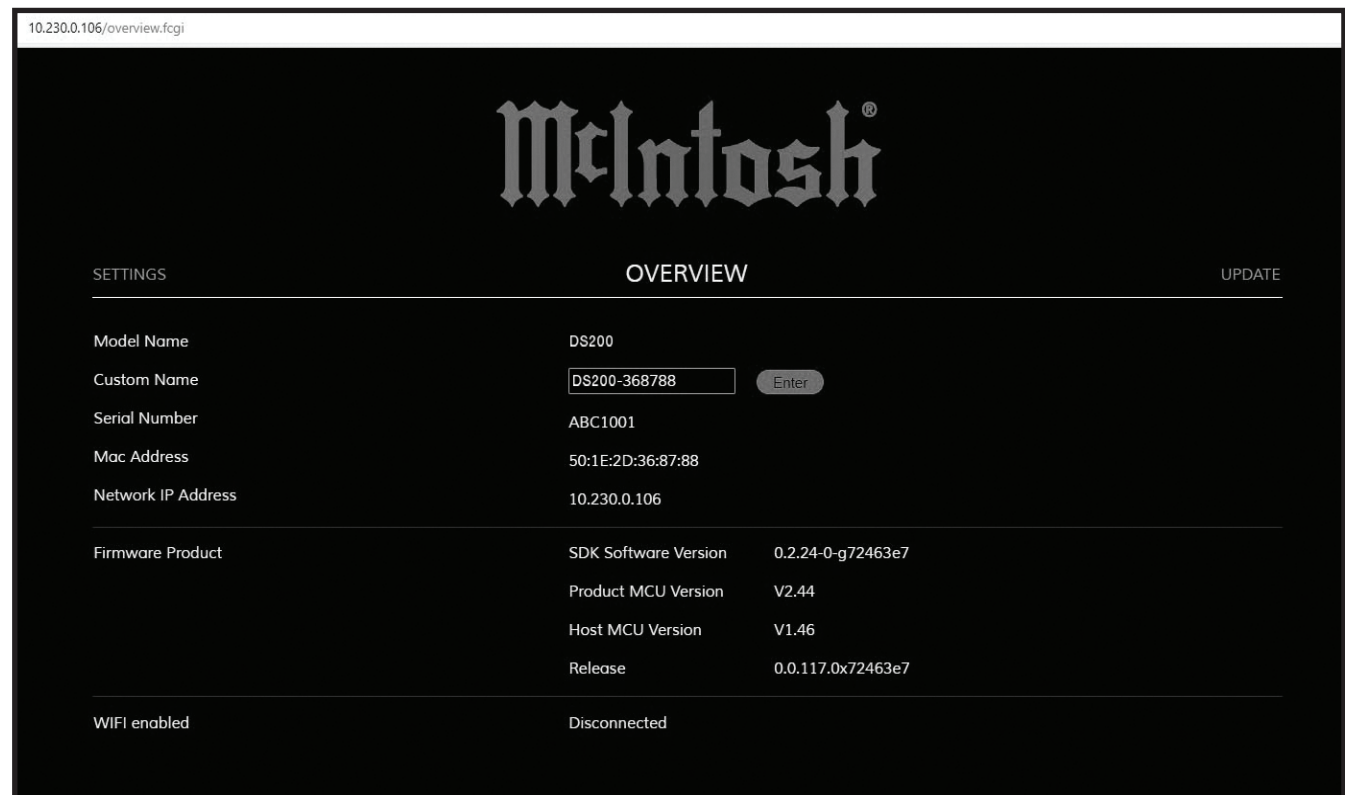 10.230.0.106/overview.fcgi
McIntosh®
SETTINGS OVERVIEW UPDATE
Model Name DS200
Custom Name DS200-368788 Enter
Serial Number ABC1001
Mac Address 50:1E:2D:36:87:88
Network IP Address 10.230.0.106
Firmware Product SDK Software Version 0.2.24-0-g72463e7
Product MCU Version V2.44
Host MCU Version V1.46
Release 0.0.117.0x72463e7
WIFI enabled Disconnected